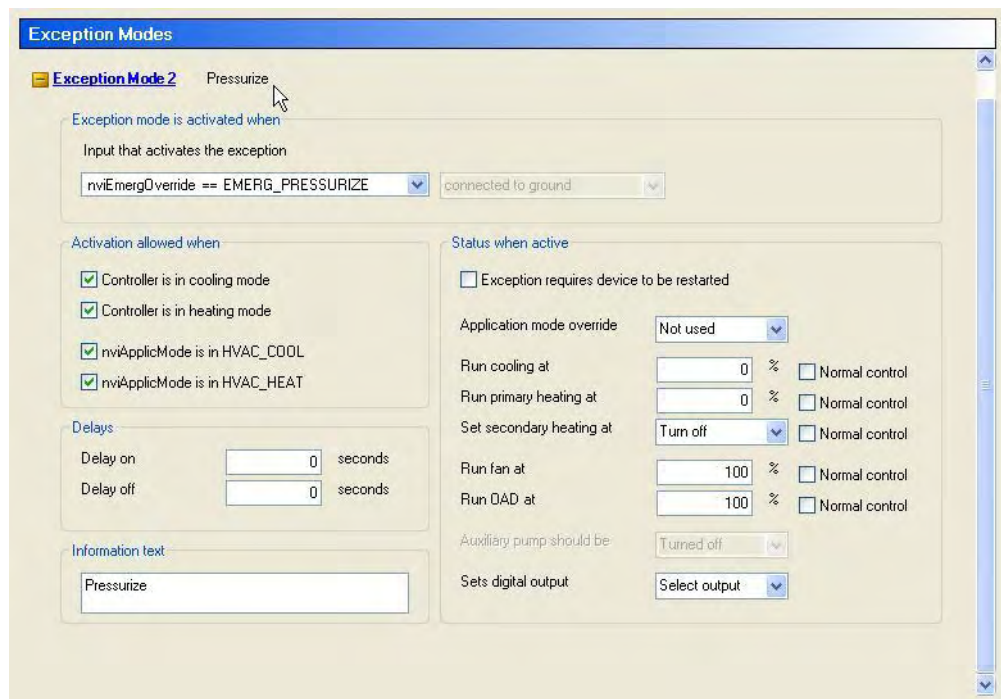 Exception Modes
Exception Mode 2 Pressurize
Exception mode is activated when
Input that activates the exception
nviEmergOverride == EMERG_PRESSURIZE connected to ground
Activation allowed when
Controller is in cooling mode
Controller is in heating mode
nviApplicMode is in HVAC_COOL
nviApplicMode is in HVAC_HEAT
Delays
Delay on 0 seconds
Delay off 0 seconds
Information text
Pressurize
Status when active
Exception requires device to be restarted
Application mode override Not used
Run cooling at 0 % Normal control
Run primary heating at 0 % Normal control
Set secondary heating at Turn off Normal control
Run fan at 100 % Normal control
Run OAD at 100 % Normal control
Auxiliary pump should be Turned off
Sets digital output Select output